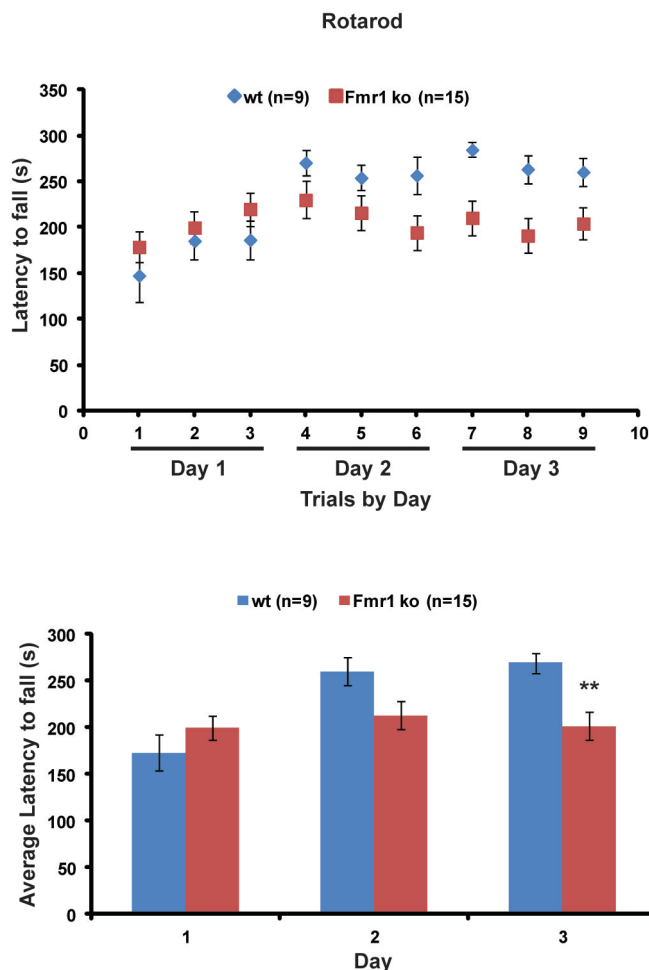 Rotarod
wt (n=9) Fmr1 ko (n=15)
Latency to fall (s)
350
300
250
200
150
100
50
0
0 1 2 3 4 5 6 7 8 9 10
Day 1 Day 2 Day 3
Trials by Day
wt (n=9) Fmr1 ko (n=15)
Average Latency to fall (s)
300
250
200
150
100
50
0
**
1 2 3
Day